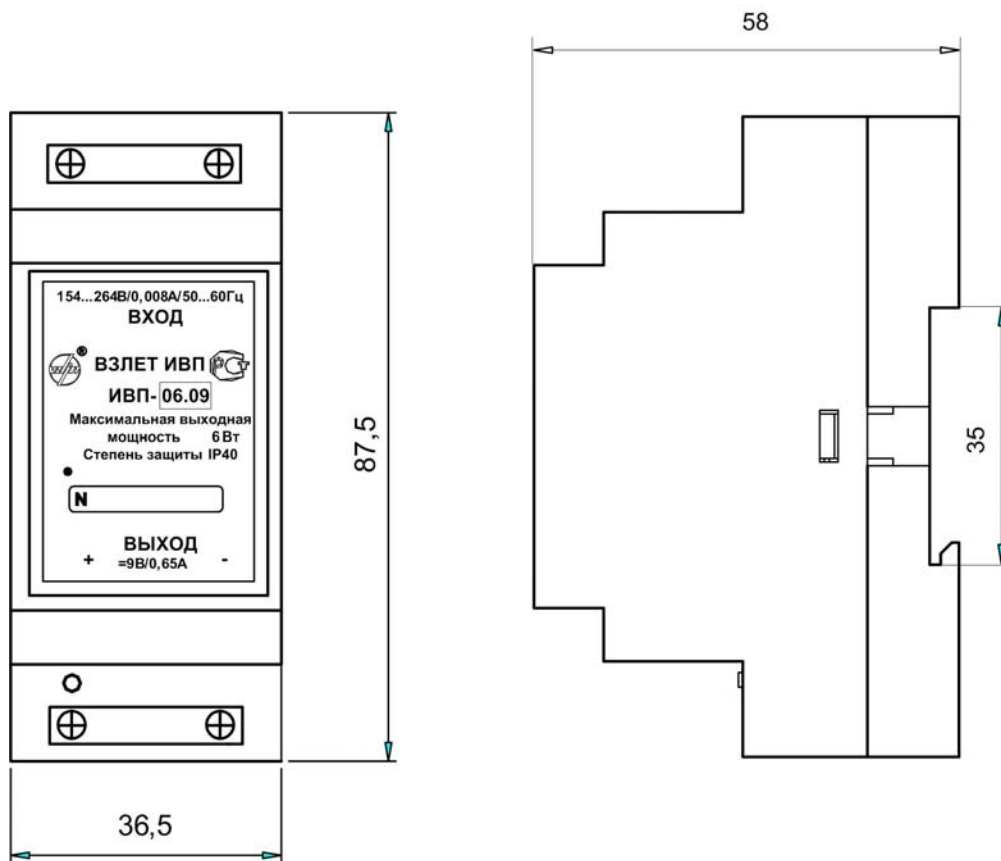 58
154...264В/0,008А/50...60Гц
ВХОД
®
ВЗЛЕТ ИВП
ИВП- 06.09
Максимальная выходная
мощность 6 Вт
Степень защиты IP40
N
ВЫХОД
+ =9В/0,65А -
87,5
36,5
35